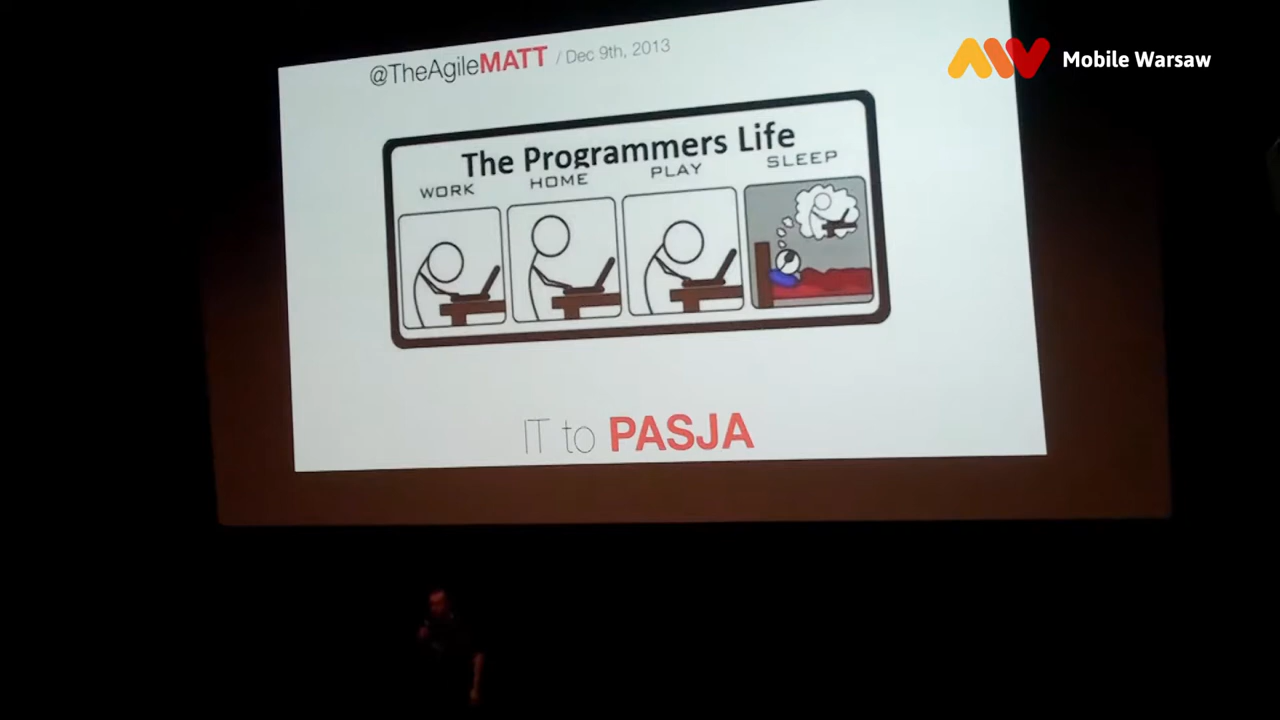 @TheAgileMATT / Dec 9th, 2013
Mobile Warsaw
The Programmers Life
WORK HOME PLAY SLEEP
IT to PASJA